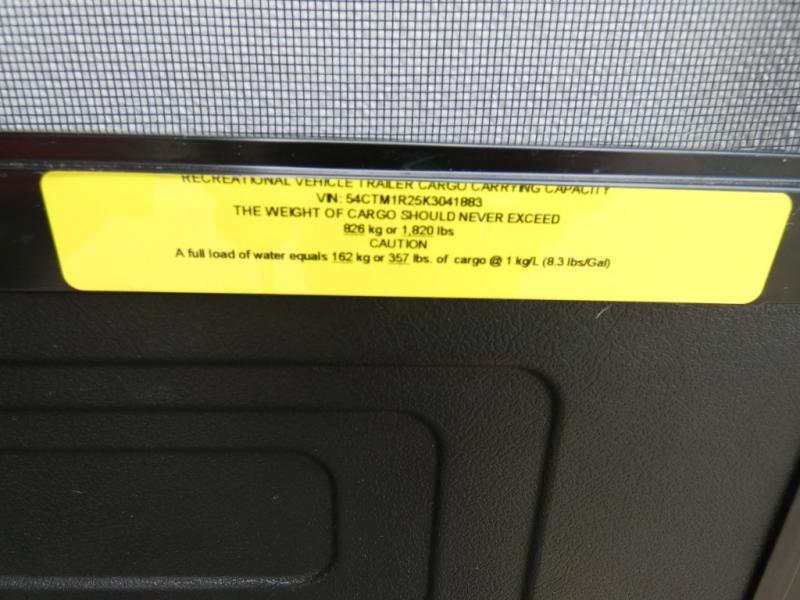 RECREATIONAL VEHICLE TRAILER CARGO CARRYING CAPACITY
VIN: 54CTM1R25K3041883
THE WEIGHT OF CARGO SHOULD NEVER EXCEED
826 kg or 1,820 lbs
CAUTION
A full load of water equals 162 kg or 357 lbs. of cargo @ 1 kg/L (8.3 lbs/Gal)